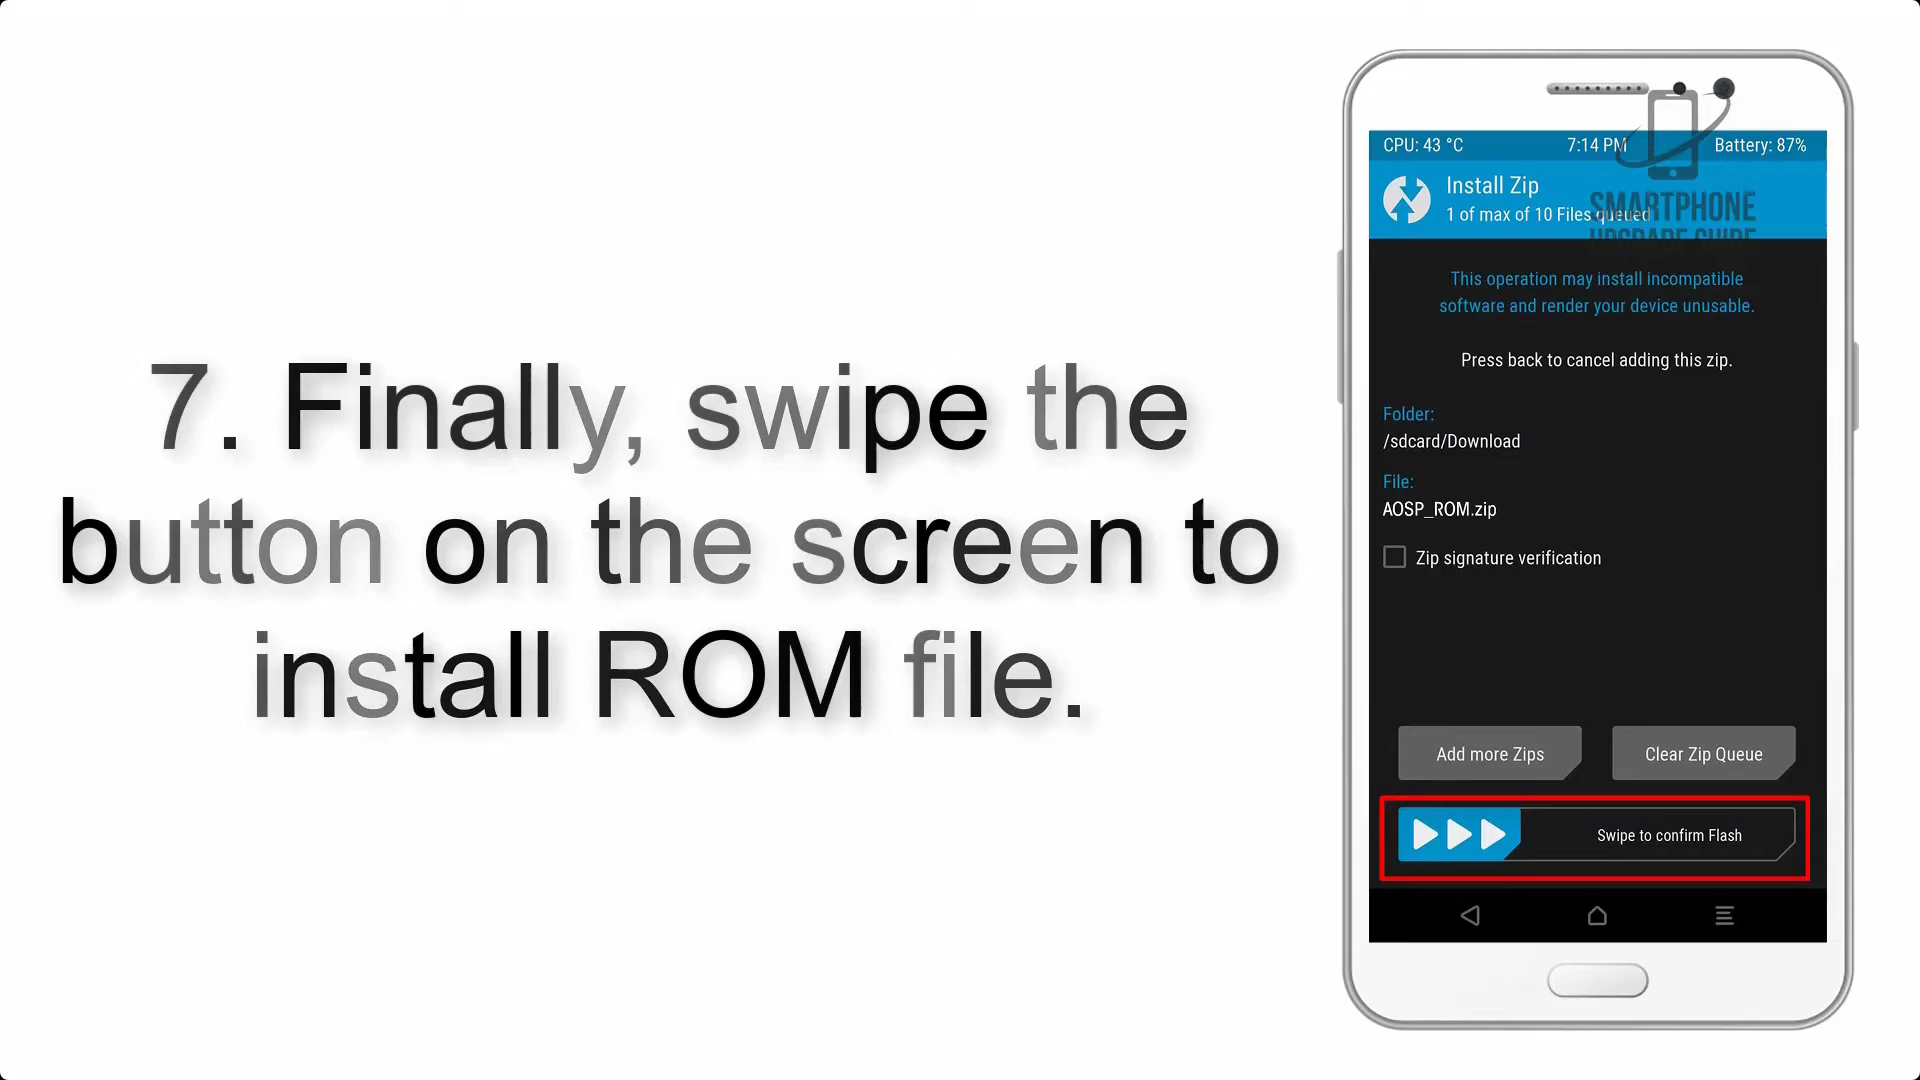 7. Finally, swipe the
button on the screen to
install ROM file.
CPU: 43 °C 7:14 PM Battery: 87%
Install Zip
1 of max of 10 Files queued
SMARTPHONE
UPGRADE GUIDE
This operation may install incompatible
software and render your device unusable.
Press back to cancel adding this zip.
Folder:
/sdcard/Download
File:
AOSP_ROM.zip
Zip signature verification
Add more Zips Clear Zip Queue
Swipe to confirm Flash